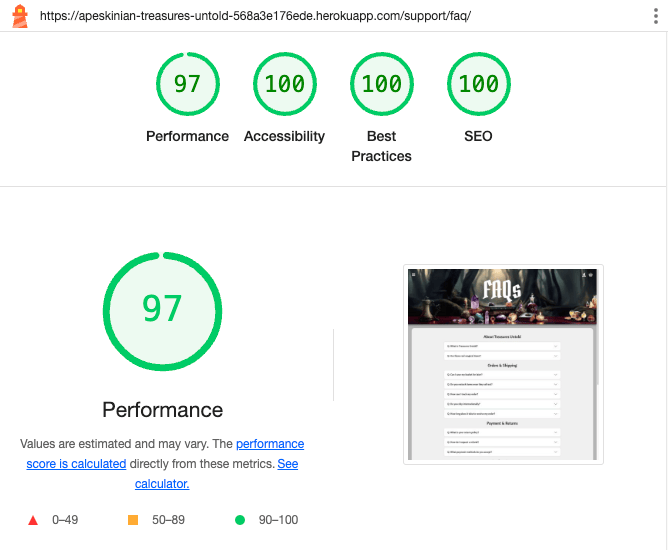 https://apeskinian-treasures-untold-568a3e176ede.herokuapp.com/support/faq/
97 100 100 100
Performance Accessibility Best Practices SEO
97
Performance
Values are estimated and may vary. The performance
score is calculated directly from these metrics. See
calculator.
0–49 50–89 90–100
FAQs
About Treasures Untold
Orders & Shipping
Payment & Returns